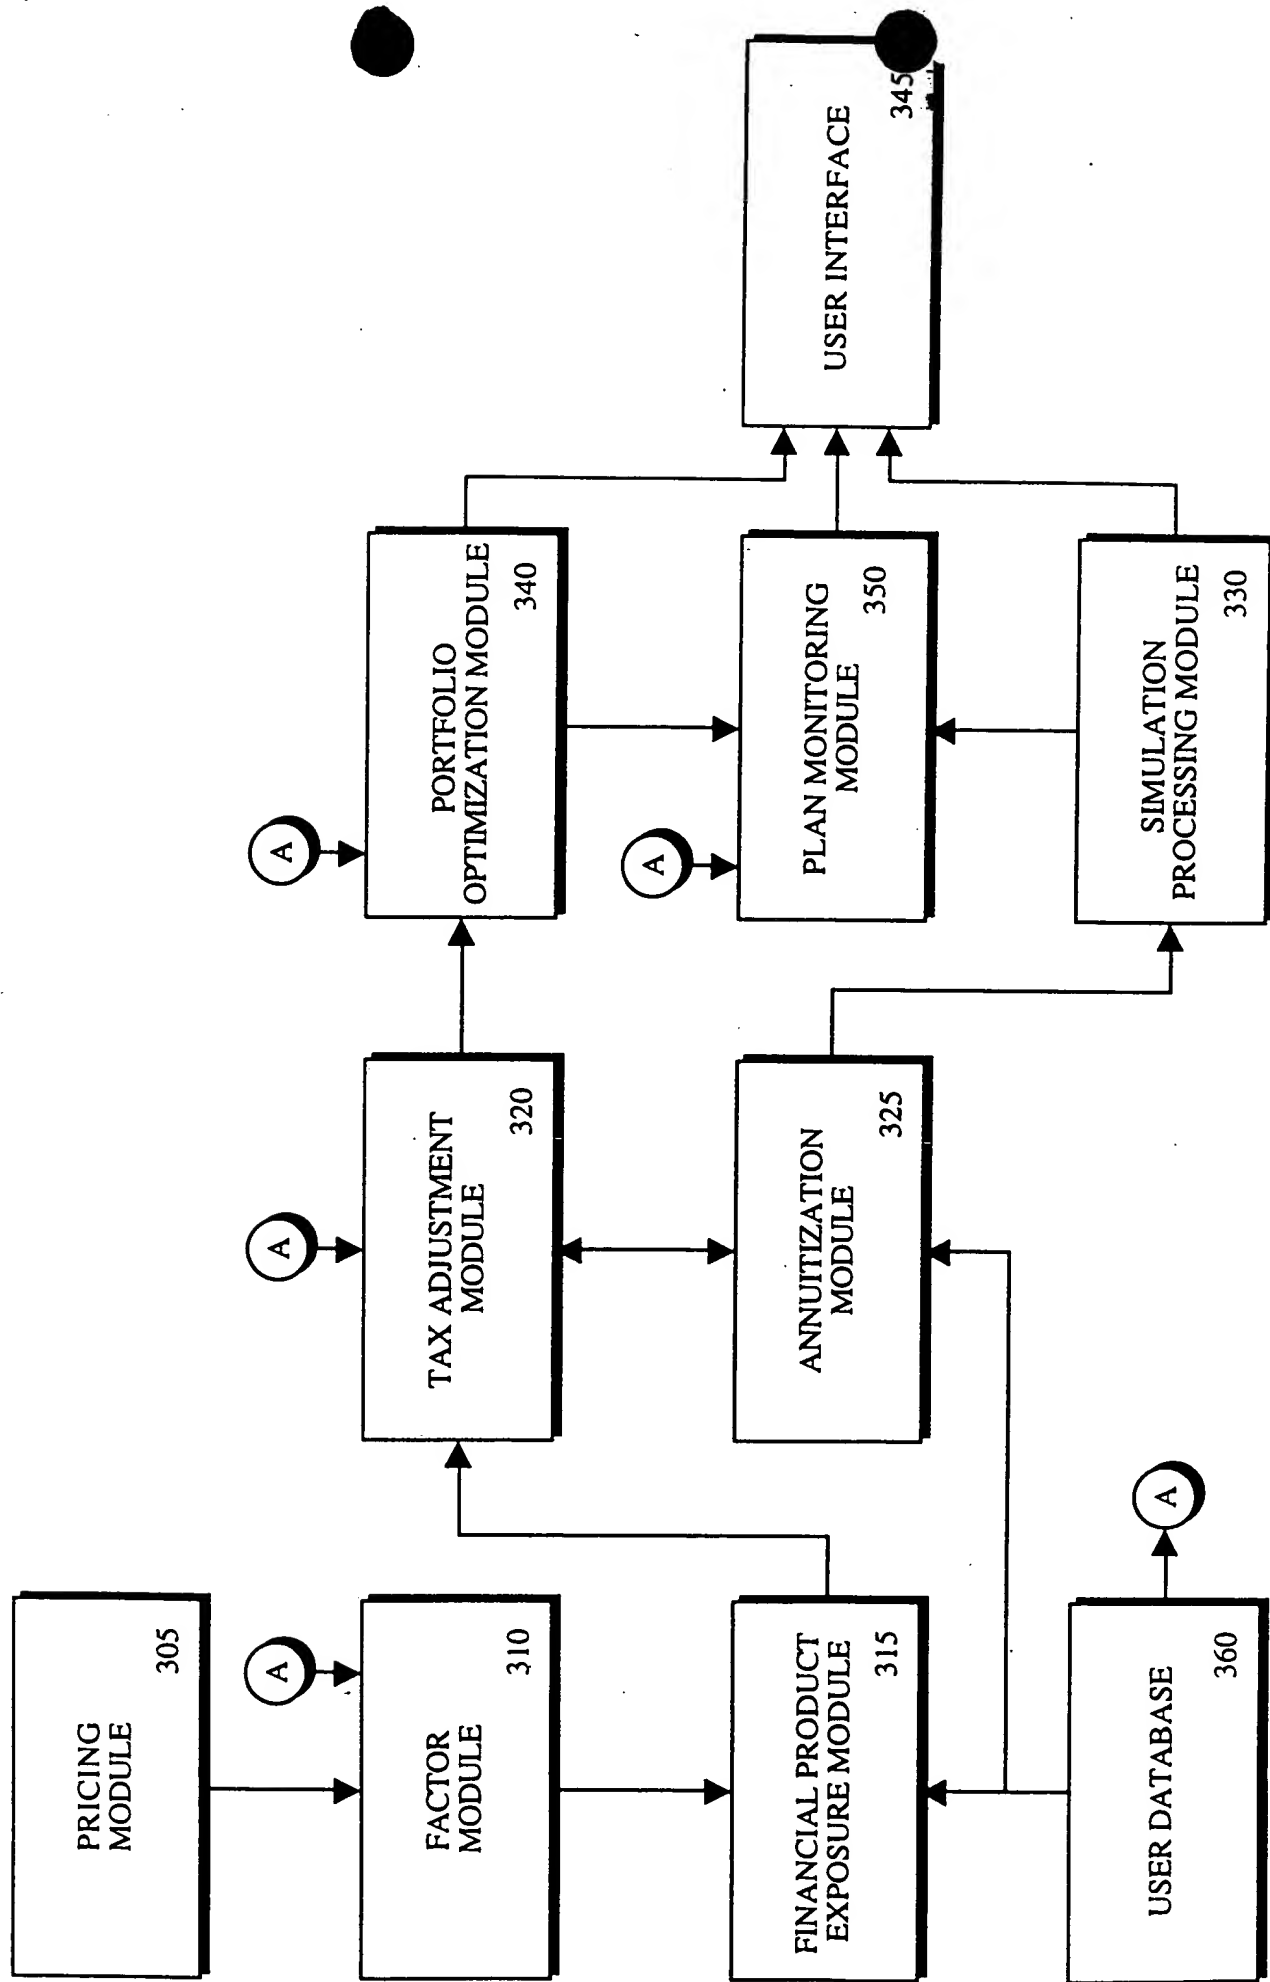 PRICING
MODULE
305
A
FACTOR
MODULE
310
FINANCIAL PRODUCT
EXPOSURE MODULE
315
USER DATABASE
360
A
A
TAX ADJUSTMENT
MODULE
320
ANNUITIZATION
MODULE
325
A
PORTFOLIO
OPTIMIZATION MODULE
340
A
PLAN MONITORING
MODULE
350
SIMULATION
PROCESSING MODULE
330
USER INTERFACE
345